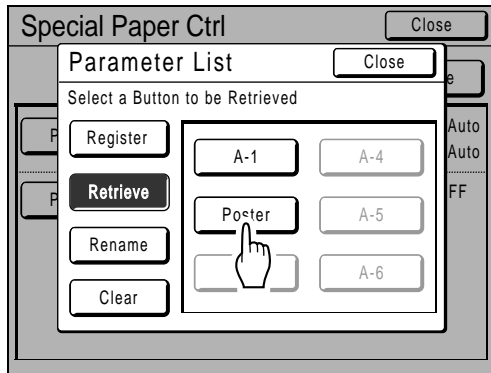 Special Paper Ctrl
Close
Parameter List
Close
Select a Button to be Retrieved
Register
A-1
A-4
Auto
Auto
Retrieve
Poster
A-5
FF
Rename
A-6
Clear